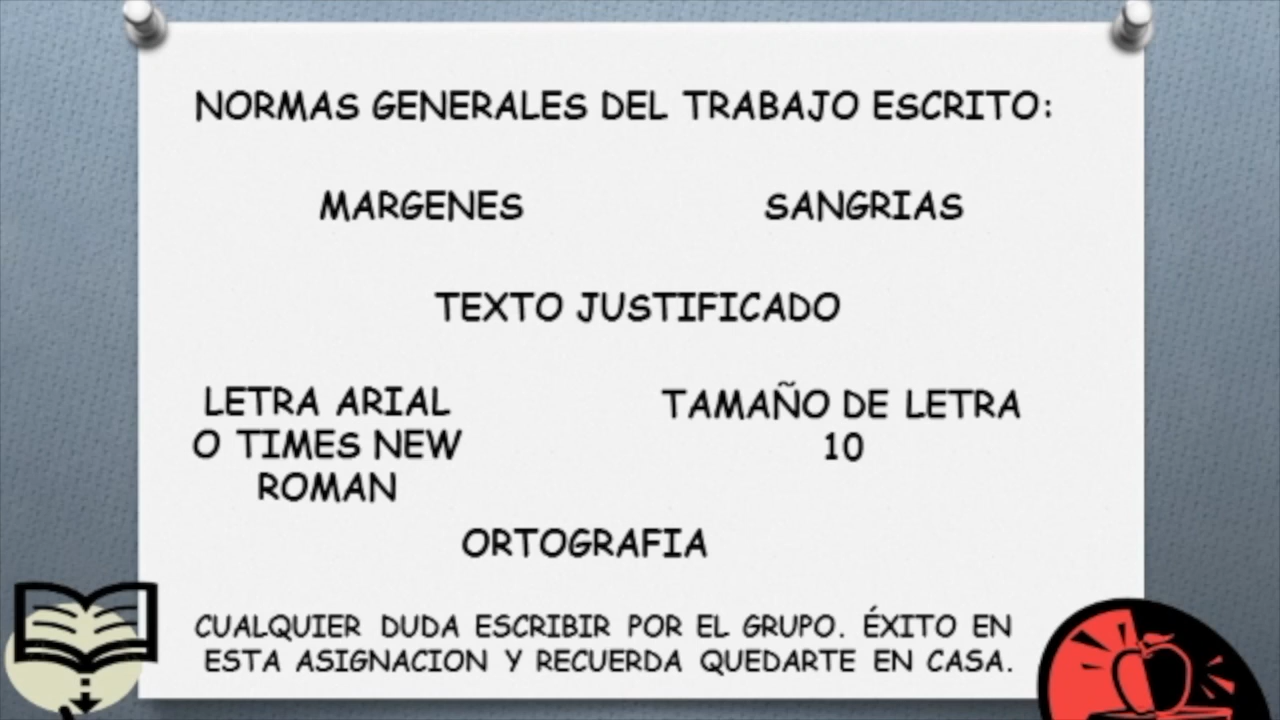 NORMAS GENERALES DEL TRABAJO ESCRITO:
MARGENES
SANGRIAS
TEXTO JUSTIFICADO
LETRA ARIAL
O TIMES NEW
ROMAN
TAMAÑO DE LETRA
10
ORTOGRAFIA
CUALQUIER DUDA ESCRIBIR POR EL GRUPO. ÉXITO EN
ESTA ASIGNACION Y RECUERDA QUEDARTE EN CASA.